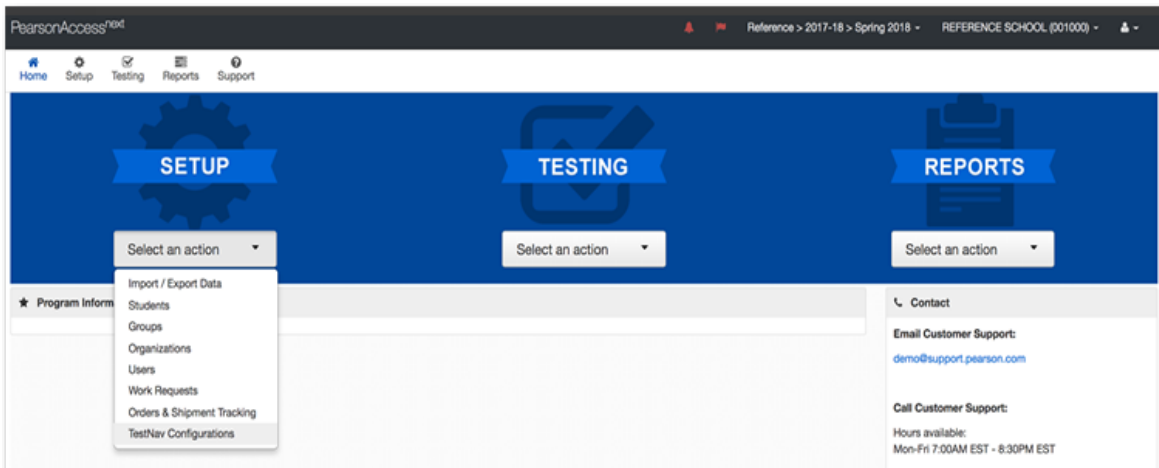 PearsonAccessnext
Reference > 2017-18 > Spring 2018
REFERENCE SCHOOL (001000)
Home
Setup
Testing
Reports
Support
SETUP
TESTING
REPORTS
Select an action
Select an action
Select an action
Import / Export Data
Students
Groups
Organizations
Users
Work Requests
Orders & Shipment Tracking
TestNav Configurations
Program Inform
Contact
Email Customer Support:
demo@support.pearson.com
Call Customer Support:
Hours available:
Mon-Fri 7:00AM EST - 8:30PM EST